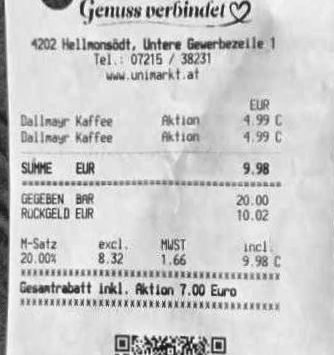 Genuss verbindet
4202 Hellmonsödt, Untere Gewerbezeile 1
Tel.: 07215 / 38231
www.unimarkt.at
EUR
Dallmayr Kaffee Aktion 4.99 C
Dallmayr Kaffee Aktion 4.99 C
SUMME EUR 9.98
GEGEBEN BAR 20.00
RÜCKGELD EUR 10.02
M-Satz excl. MWST incl.
20.00% 8.32 1.66 9.98 C
Gesamtrabatt inkl. Aktion 7.00 Euro